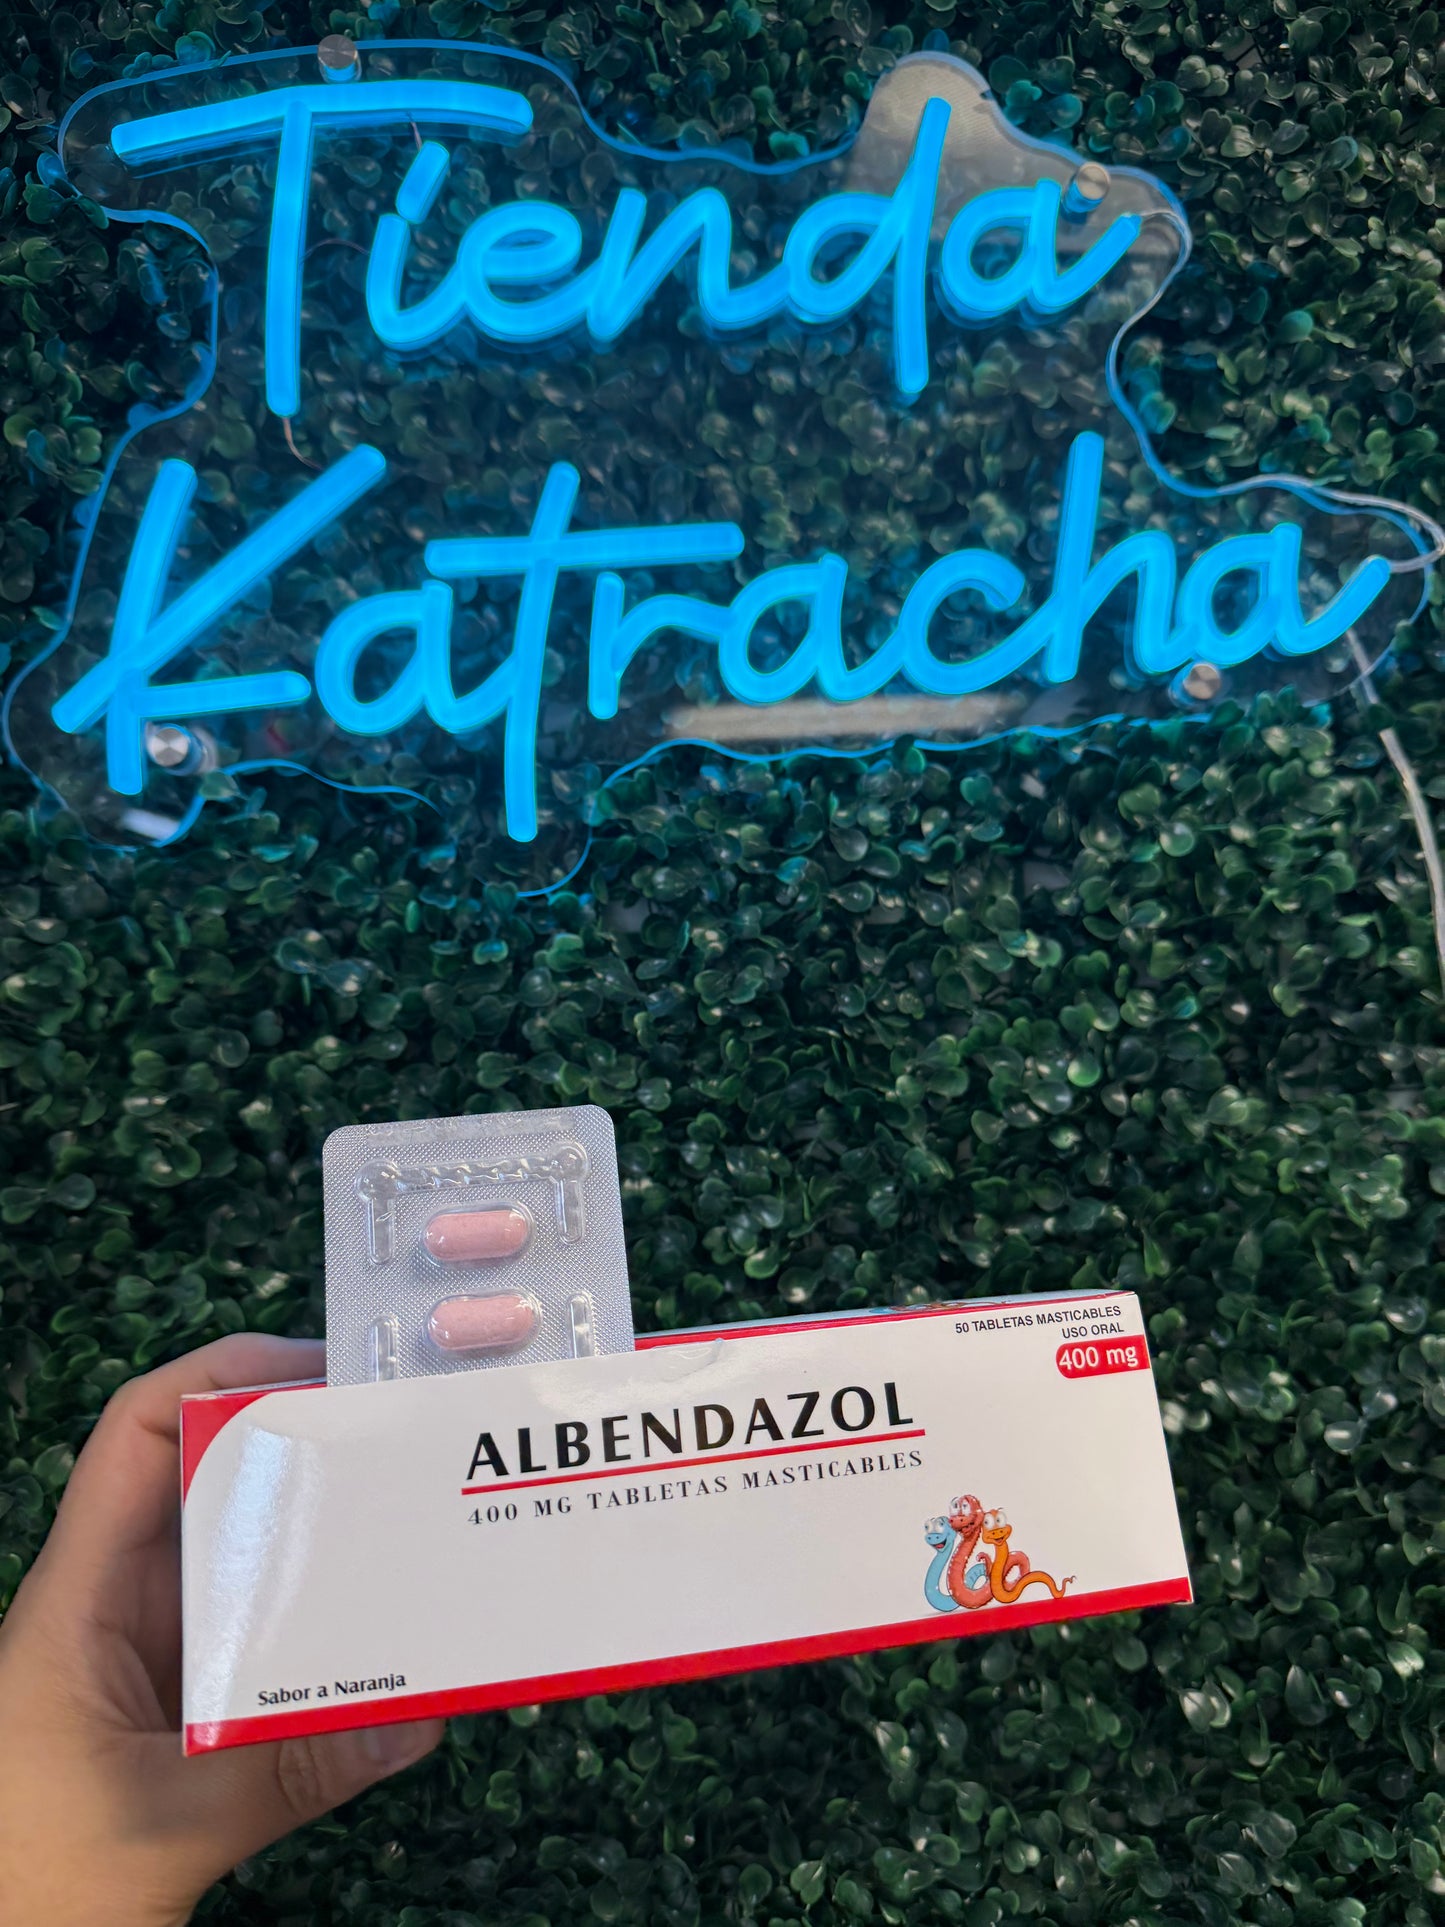 Tienda
Katracha
50 TABLETAS MASTICABLES
USO ORAL
400 mg
ALBENDAZOL
400 MG TABLETAS MASTICABLES
Sabor a Naranja